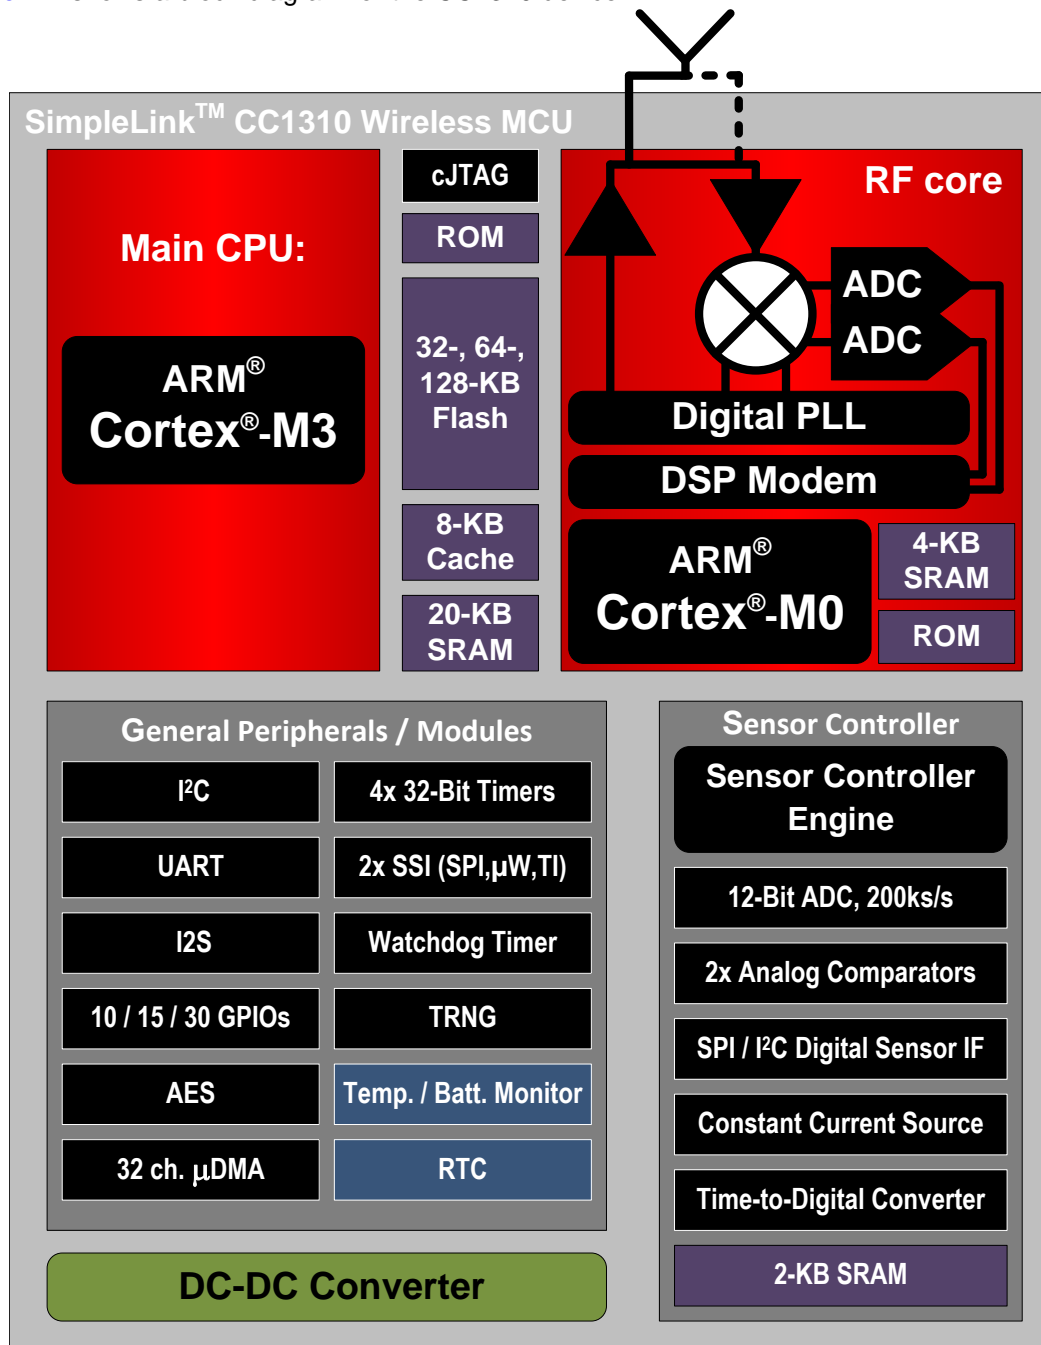 SimpleLink™ CC1310 Wireless MCU
cJTAG
RF core
ROM
Main CPU:
ADC
32-, 64-,
128-KB
Flash
ADC
ARM®
Cortex®-M3
Digital PLL
DSP Modem
8-KB
Cache
ARM®
Cortex®-M0
4-KB
SRAM
20-KB
SRAM
ROM
General Peripherals / Modules
I²C
4x 32-Bit Timers
UART
2x SSI (SPI,µW,TI)
I2S
Watchdog Timer
10 / 15 / 30 GPIOs
TRNG
AES
Temp. / Batt. Monitor
32 ch. µDMA
RTC
Sensor Controller
Sensor Controller
Engine
12-Bit ADC, 200ks/s
2x Analog Comparators
SPI / I²C Digital Sensor IF
Constant Current Source
Time-to-Digital Converter
2-KB SRAM
DC-DC Converter